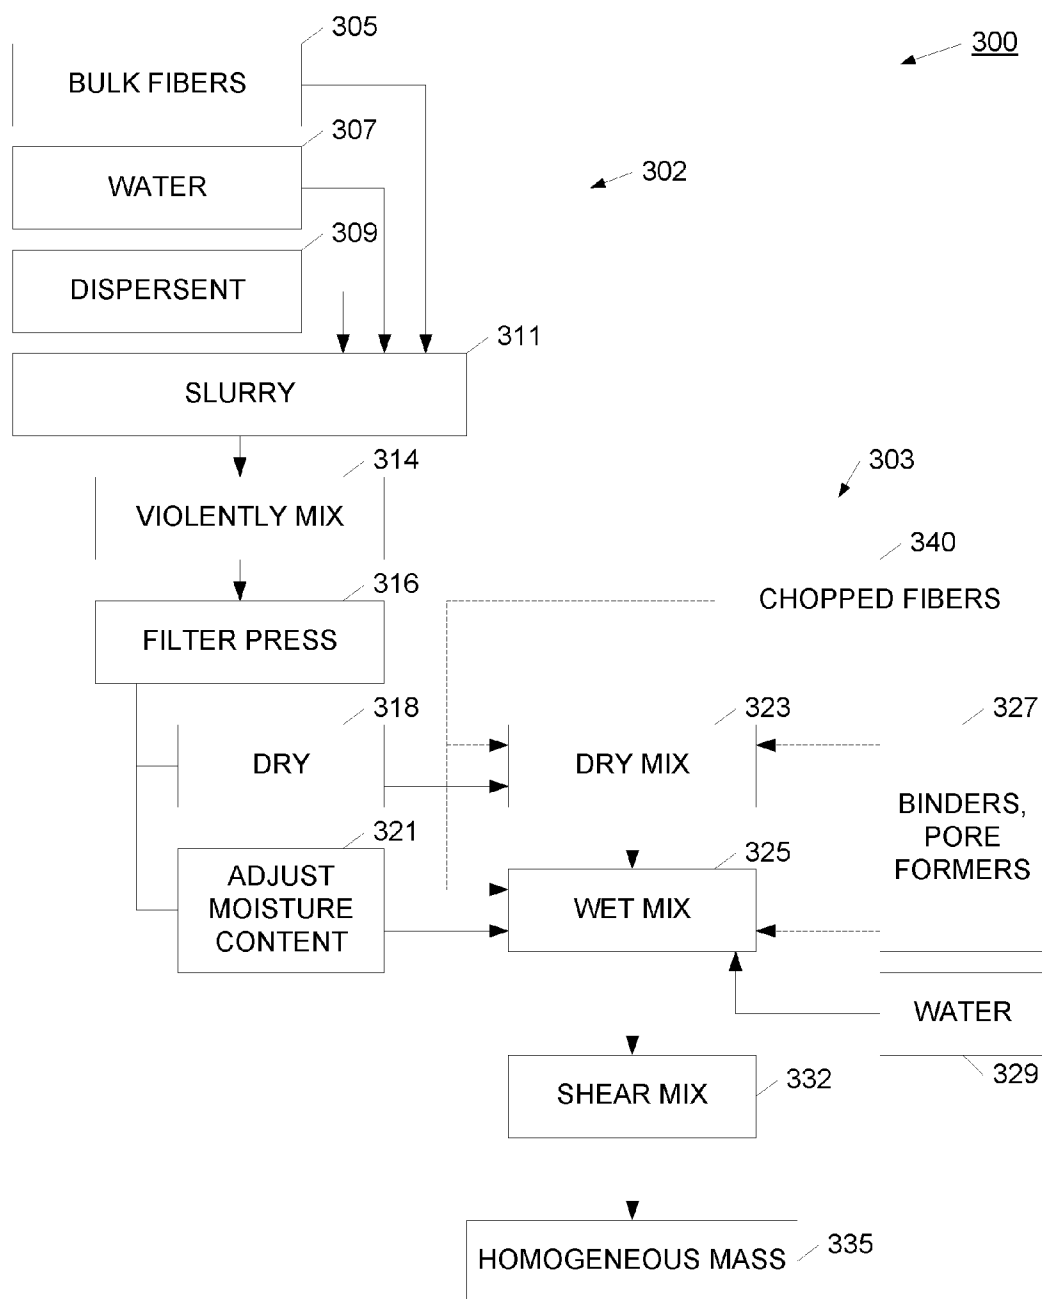 305
300
BULK FIBERS
307
302
WATER
309
DISPERSENT
311
SLURRY
314
303
VIOLENTLY MIX
340
316
CHOPPED FIBERS
FILTER PRESS
318
323
327
DRY
DRY MIX
BINDERS,
PORE
FORMERS
321
325
ADJUST
MOISTURE
CONTENT
WET MIX
WATER
329
SHEAR MIX
332
335
HOMOGENEOUS MASS